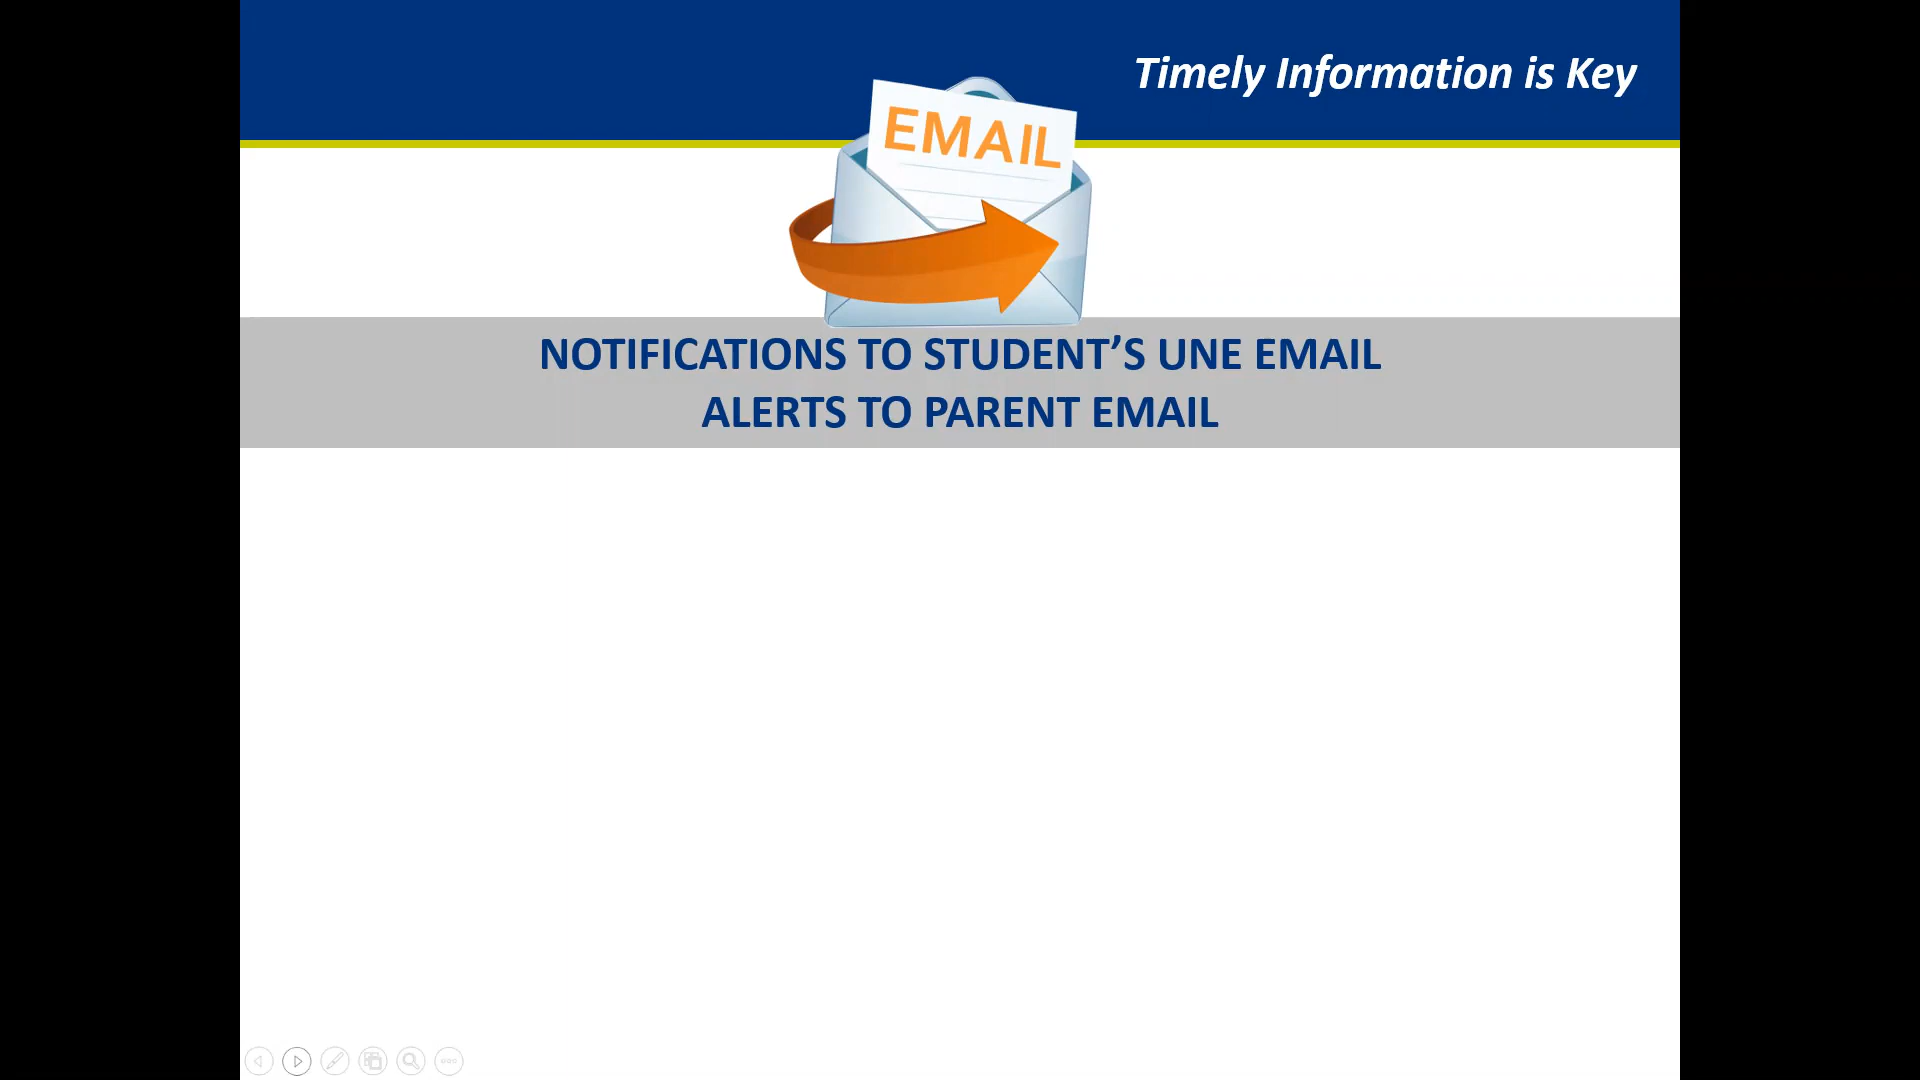 Timely Information is Key
EMAIL
NOTIFICATIONS TO STUDENT’S UNE EMAIL
ALERTS TO PARENT EMAIL